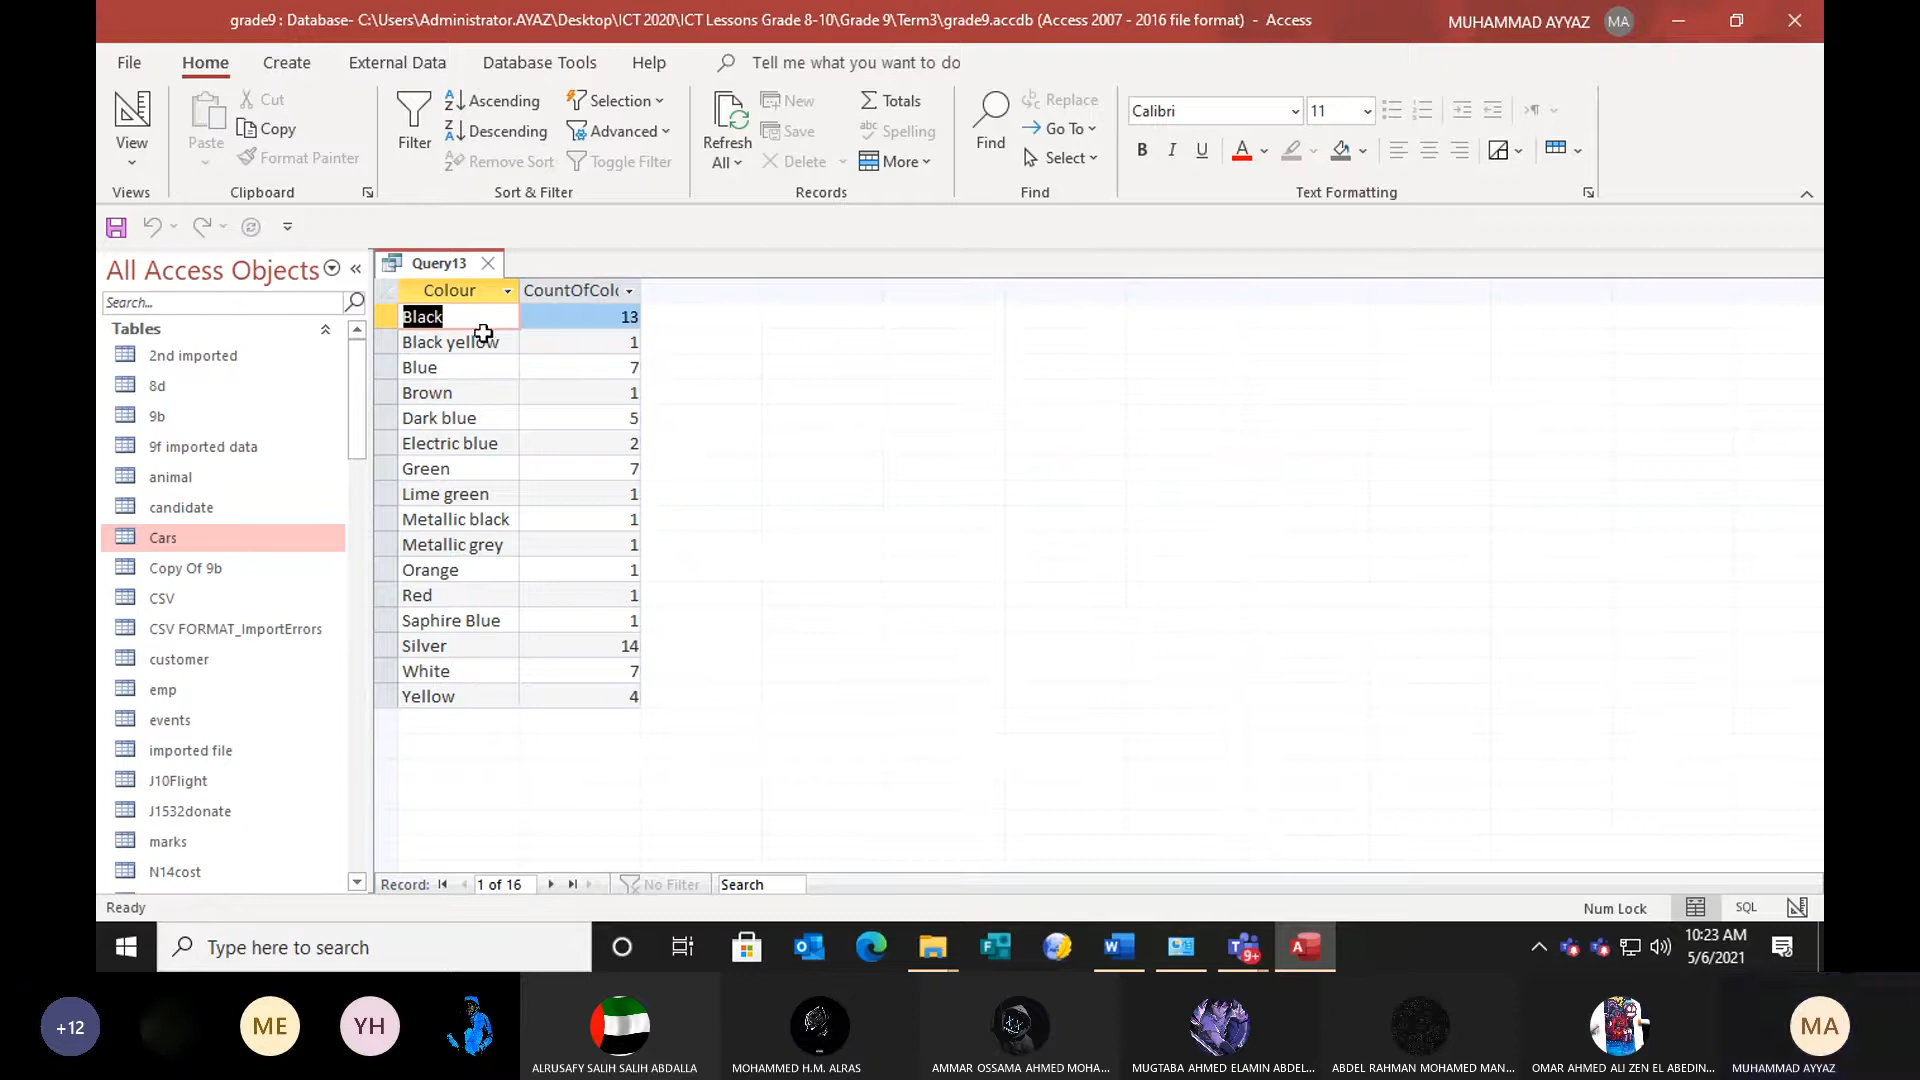 grade9 : Database- C:\Users\Administrator.AYAZ\Desktop\ICT 2020\ICT Lessons Grade 8-10\Grade 9\Term3\grade9.accdb (Access 2007 - 2016 file format) - Access
MUHAMMAD AYYAZ MA
File Home Create External Data Database Tools Help Tell me what you want to do
View
Views
Paste
Cut
Copy
Format Painter
Clipboard
Filter
Ascending
Descending
Remove Sort
Selection
Advanced
Toggle Filter
Sort & Filter
Refresh
All
New
Save
Delete
Totals
Spelling
More
Records
Find
Replace
Go To
Select
Find
Calibri 11
B I U A
Text Formatting
All Access Objects
Search...
Tables
2nd imported
8d
9b
9f imported data
animal
candidate
Cars
Copy Of 9b
CSV
CSV FORMAT_ImportErrors
customer
emp
events
imported file
J10Flight
J1532donate
marks
N14cost
Query13
Colour CountOfColo
Black 13
Black yellow 1
Blue 7
Brown 1
Dark blue 5
Electric blue 2
Green 7
Lime green 1
Metallic black 1
Metallic grey 1
Orange 1
Red 1
Saphire Blue 1
Silver 14
White 7
Yellow 4
Record: 1 of 16 No Filter Search
Ready Num Lock SQL
Type here to search
9+
10:23 AM
5/6/2021
+12
ME
YH
MA
ALRUSAFY SALIH SALIH ABDALLA
MOHAMMED H.M. ALRAS
AMMAR OSSAMA AHMED MOHA...
MUGTABA AHMED ELAMIN ABDEL...
ABDEL RAHMAN MOHAMED MAN...
OMAR AHMED ALI ZEN EL ABEDIN...
MUHAMMAD AYYAZ